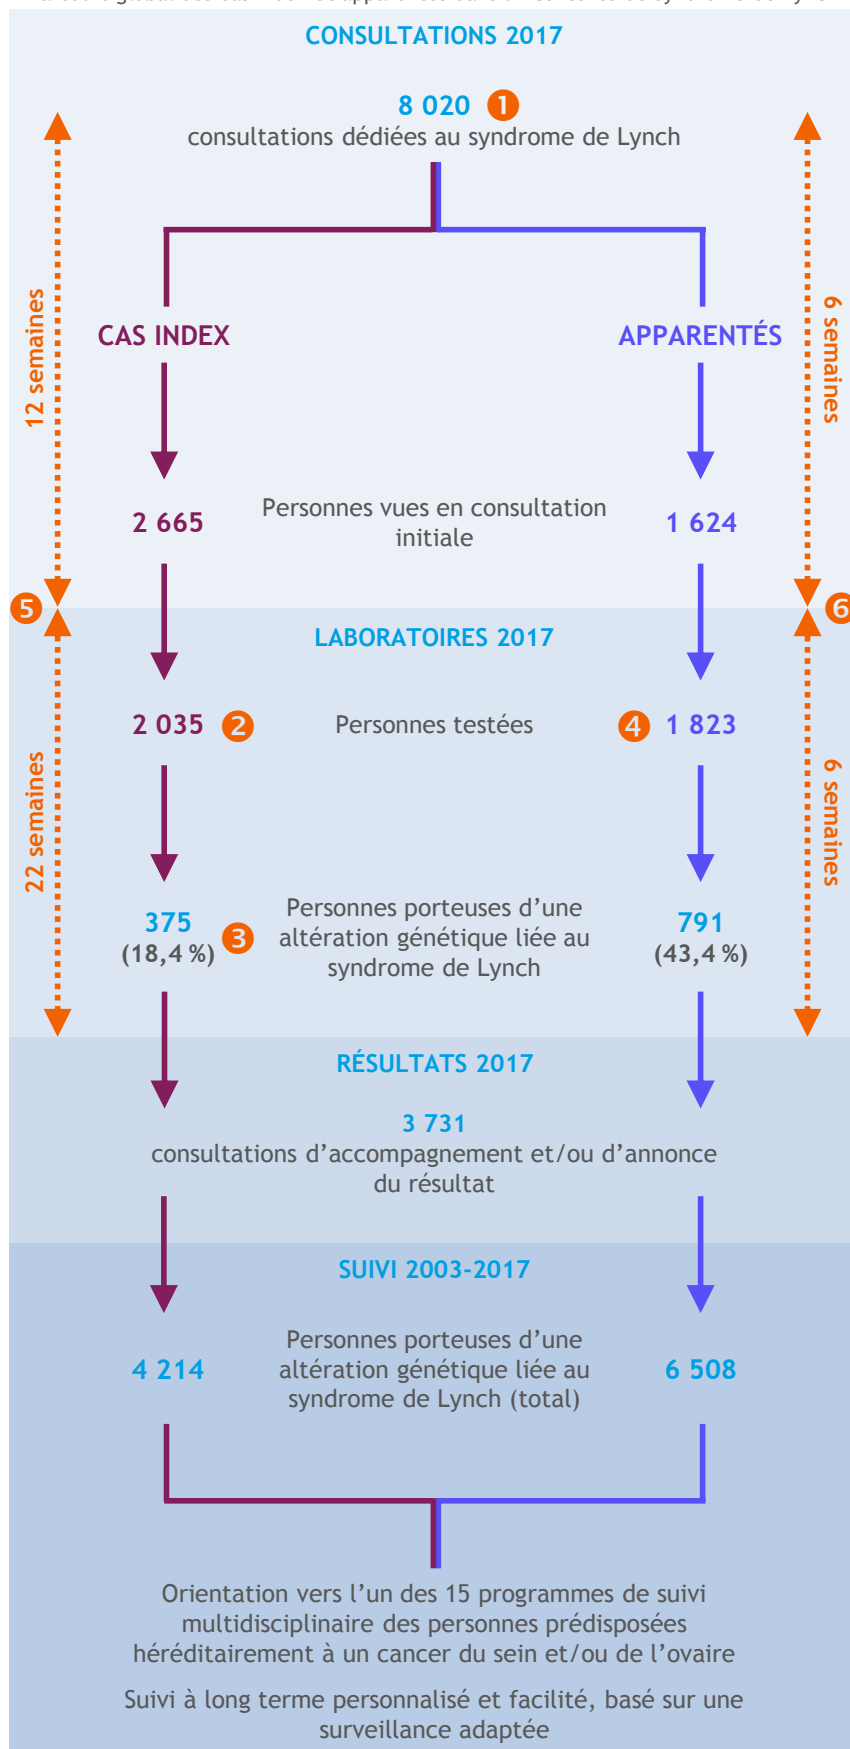 CONSULTATIONS 2017
8 020 1
consultations dédiées au syndrome de Lynch
12 semaines
6 semaines
CAS INDEX
APPARENTÉS
2 665
Personnes vues en consultation
initiale
1 624
5
6
LABORATOIRES 2017
2 035 2
Personnes testées
4 1 823
22 semaines
6 semaines
375
(18,4 %) 3
Personnes porteuses d’une
altération génétique liée au
syndrome de Lynch
791
(43,4 %)
RÉSULTATS 2017
3 731
consultations d’accompagnement et/ou d’annonce
du résultat
SUIVI 2003-2017
4 214
Personnes porteuses d’une
altération génétique liée au
syndrome de Lynch (total)
6 508
Orientation vers l’un des 15 programmes de suivi
multidisciplinaire des personnes prédisposées
héréditairement à un cancer du sein et/ou de l’ovaire
Suivi à long terme personnalisé et facilité, basé sur une
surveillance adaptée